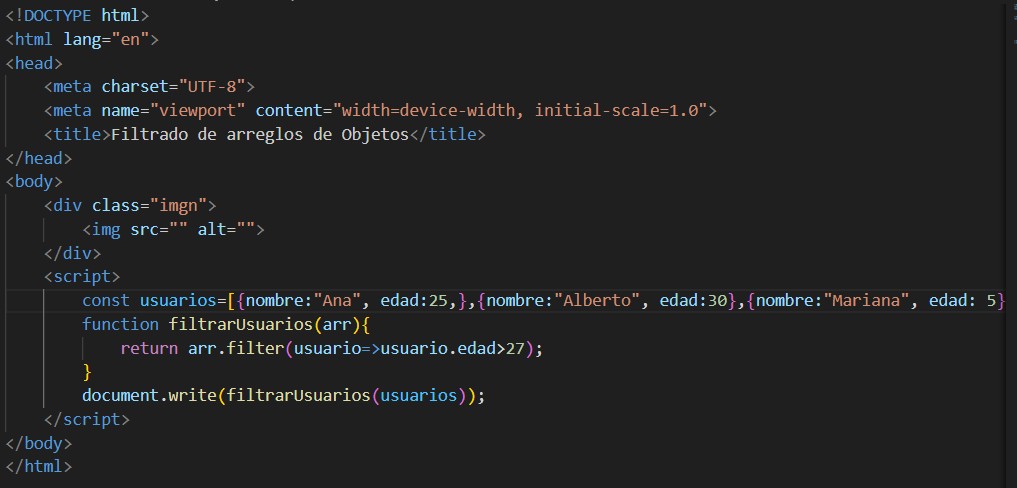 <!DOCTYPE html>
<html lang="en">
<head>
    <meta charset="UTF-8">
    <meta name="viewport" content="width=device-width, initial-scale=1.0">
    <title>Filtrado de arreglos de Objetos</title>
</head>
<body>
    <div class="imgn">
        <img src="" alt="">
    </div>
    <script>
        const usuarios=[{nombre:"Ana", edad:25,},{nombre:"Alberto", edad:30},{nombre:"Mariana", edad: 5}
        function filtrarUsuarios(arr){
            return arr.filter(usuario=>usuario.edad>27);
        }
        document.write(filtrarUsuarios(usuarios));
    </script>
</body>
</html>